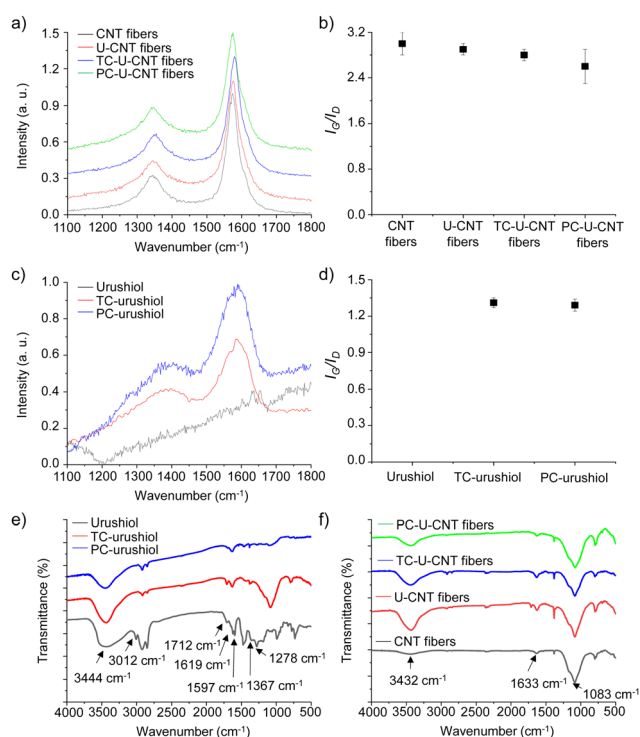 a)
CNT fibers
U-CNT fibers
TC-U-CNT fibers
PC-U-CNT fibers
Intensity (a. u.)
1.5
1.2
0.9
0.6
0.3
0.0
1100 1200 1300 1400 1500 1600 1700 1800
Wavenumber (cm-1)
b)
IG/ID
3.2
2.4
1.6
0.8
0.0
CNT fibers
U-CNT fibers
TC-U-CNT fibers
PC-U-CNT fibers
c)
Urushiol
TC-urushiol
PC-urushiol
Intensity (a. u.)
1.0
0.8
0.6
0.4
0.2
0.0
1100 1200 1300 1400 1500 1600 1700 1800
Wavenumber (cm-1)
d)
IG/ID
1.8
1.5
1.2
0.9
0.6
0.3
0.0
Urushiol
TC-urushiol
PC-urushiol
e)
Urushiol
TC-urushiol
PC-urushiol
Transmittance (%)
1712 cm-1
3012 cm-1
1278 cm-1
1619 cm-1
3444 cm-1
1597 cm-1
1367 cm-1
4000 3500 3000 2500 2000 1500 1000 500
Wavenumber (cm-1)
f)
PC-U-CNT fibers
TC-U-CNT fibers
U-CNT fibers
CNT fibers
Transmittance (%)
3432 cm-1
1633 cm-1
1083 cm-1
4000 3500 3000 2500 2000 1500 1000 500
Wavenumber (cm-1)